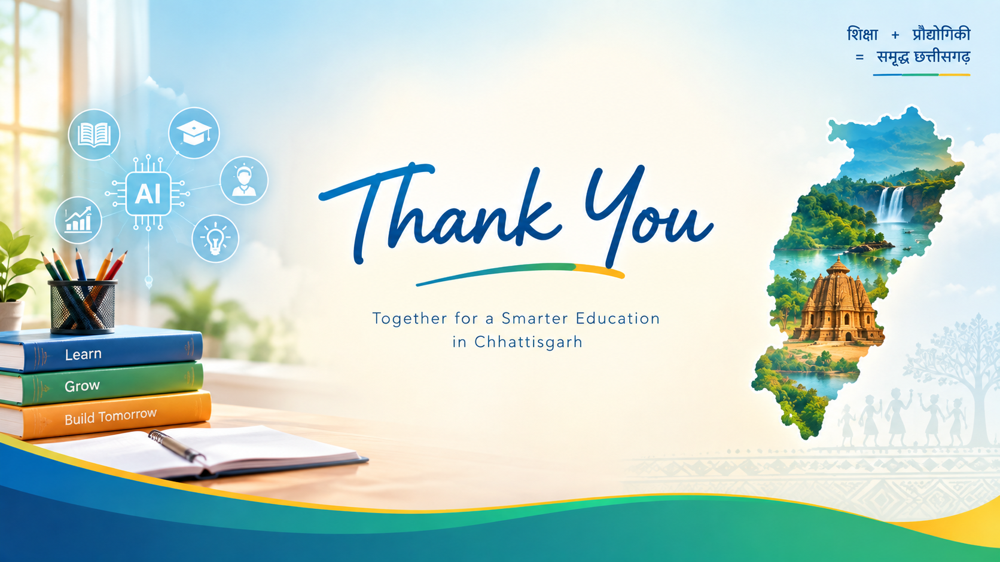 शिक्षा + प्रौद्योगिकी
= समृद्ध छत्तीसगढ़
AI
Thank You
Together for a Smarter Education
in Chhattisgarh
Learn
Grow
Build Tomorrow